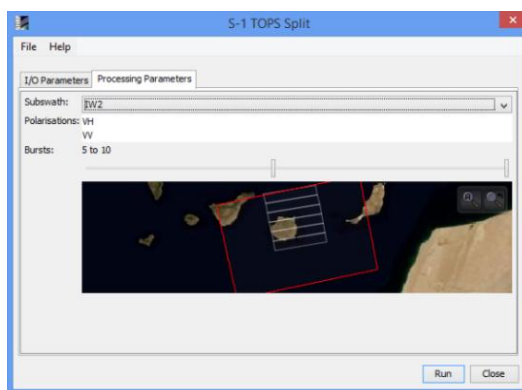 S-1 TOPS Split
File Help
I/O Parameters Processing Parameters
Subswath: IW2
Polarisations: VH
VV
Bursts: 5 to 10
Run Close